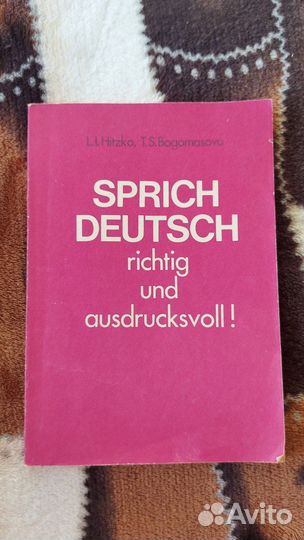 L.I. Hitzko, T.S. Bogomasova
SPRICH
DEUTSCH
richtig
und
ausdrucksvoll!
Avito